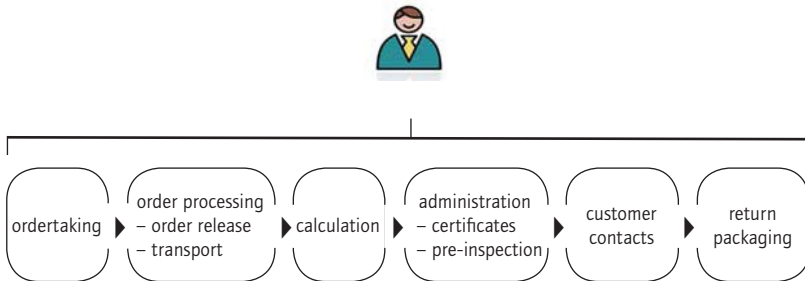 ordertaking
order processing
– order release
– transport
calculation
administration
– certificates
– pre-inspection
customer
contacts
return
packaging